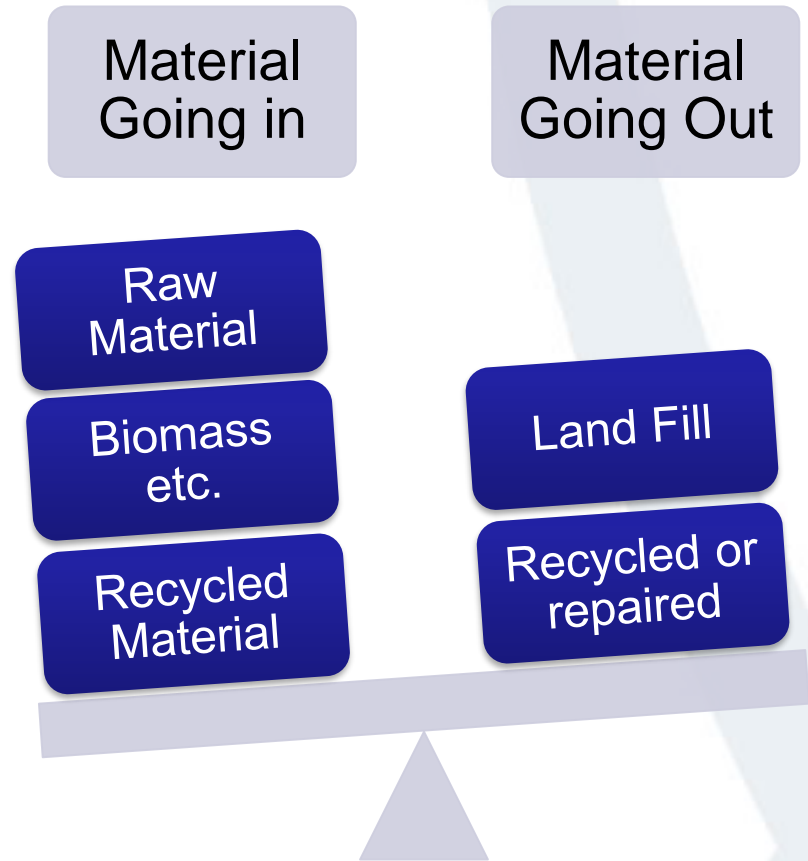 Material
Going in
Material
Going Out
Raw
Material
Biomass
etc.
Recycled
Material
Land Fill
Recycled or
repaired